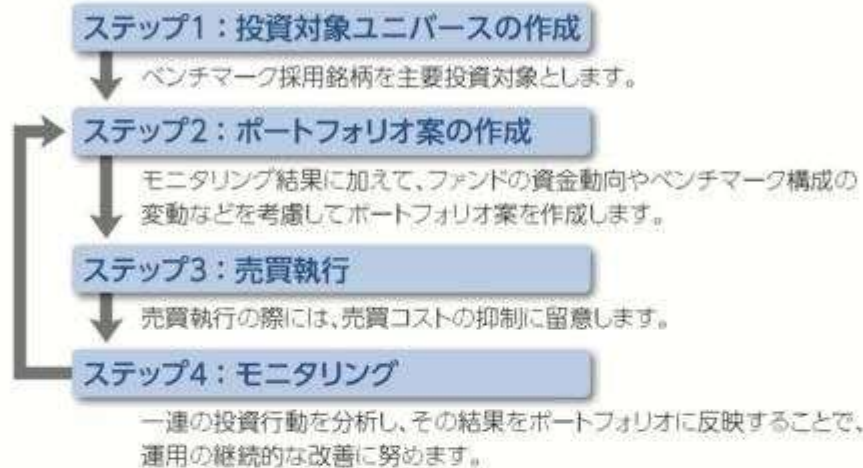 ステップ1：投資対象ユニバースの作成
ベンチマーク採用銘柄を主要投資対象とします。
ステップ2：ポートフォリオ案の作成
モニタリング結果に加えて、ファンドの資金動向やベンチマーク構成の
変動などを考慮してポートフォリオ案を作成します。
ステップ3：売買執行
売買執行の際には、売買コストの抑制に留意します。
ステップ4：モニタリング
一連の投資行動を分析し、その結果をポートフォリオに反映することで、
運用の継続的な改善に努めます。